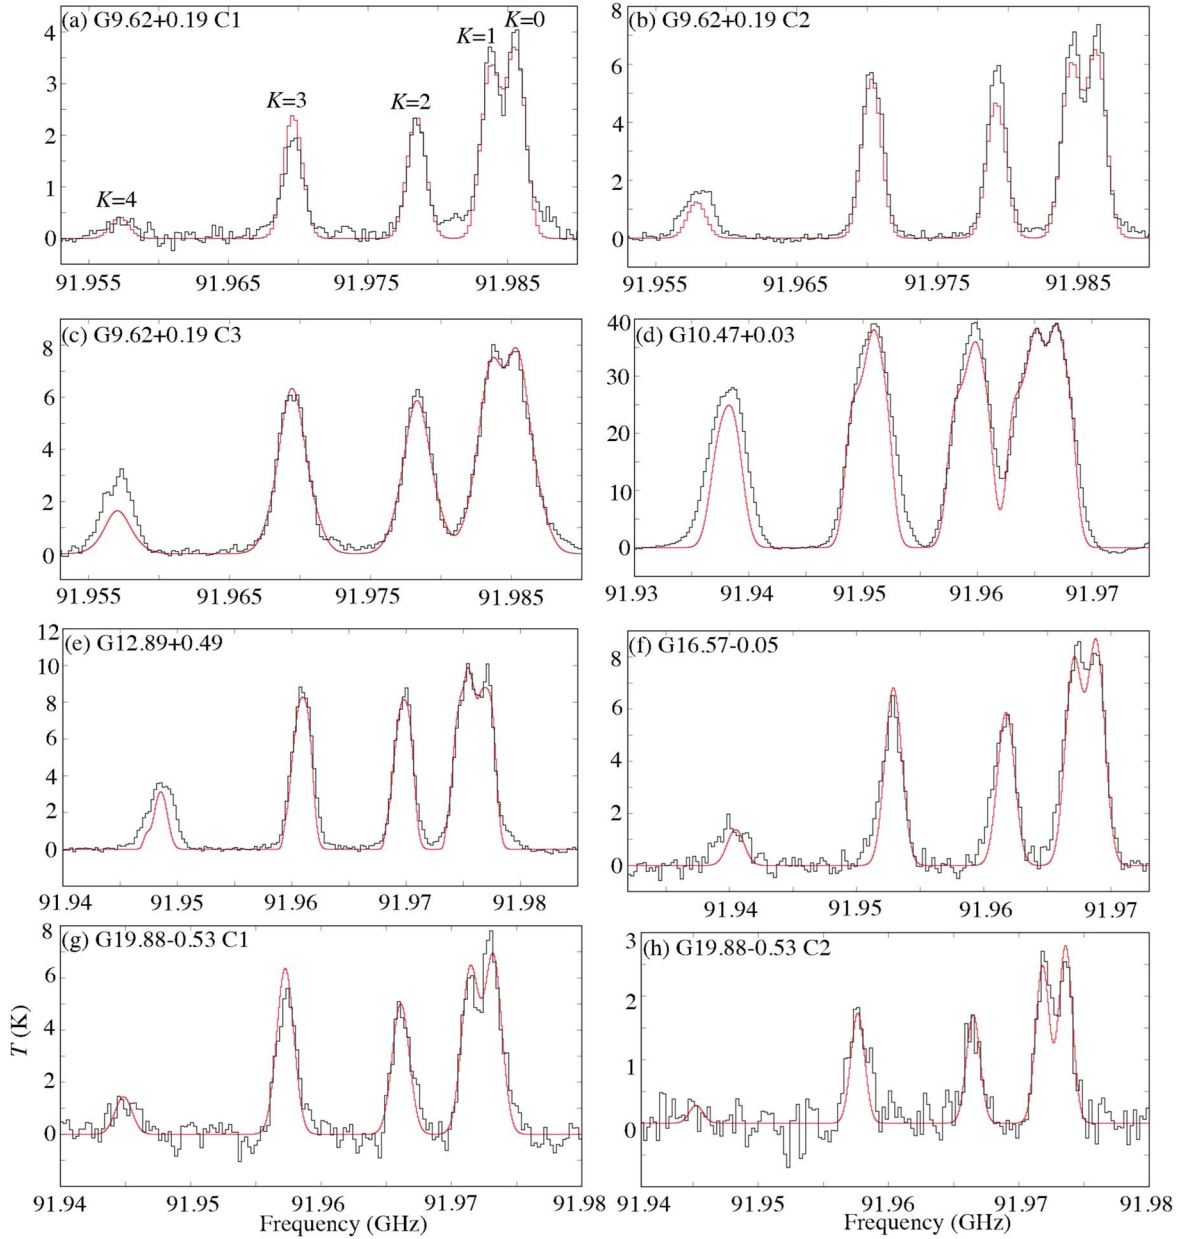 (a) G9.62+0.19 C1
K=0
K=1
K=2
K=3
K=4
4
3
2
1
0
91.955 91.965 91.975 91.985
(b) G9.62+0.19 C2
8
6
4
2
0
91.955 91.965 91.975 91.985
(c) G9.62+0.19 C3
8
6
4
2
0
91.955 91.965 91.975 91.985
(d) G10.47+0.03
40
30
20
10
0
91.93 91.94 91.95 91.96 91.97
(e) G12.89+0.49
12
10
8
6
4
2
0
91.94 91.95 91.96 91.97 91.98
(f) G16.57-0.05
8
6
4
2
0
91.94 91.95 91.96 91.97
(g) G19.88-0.53 C1
8
6
4
2
0
T (K)
91.94 91.95 91.96 91.97 91.98
Frequency (GHz)
(h) G19.88-0.53 C2
3
2
1
0
91.94 91.95 91.96 91.97 91.98
Frequency (GHz)